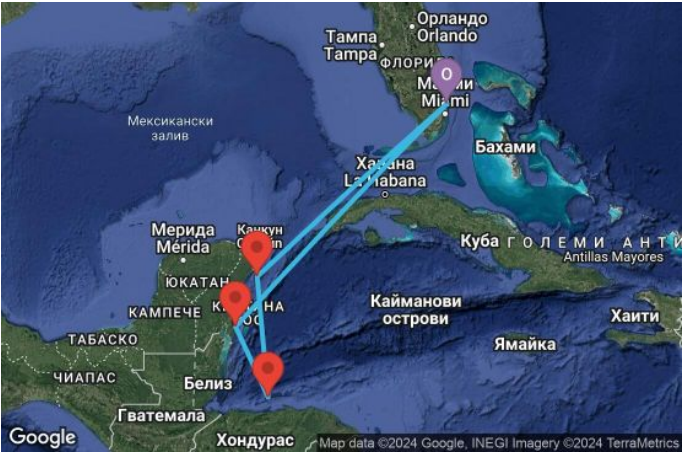 Орландо
Orlando
Тампа
Tampa
О
Маями
Miami
Мексикански
залив
Бахами
Хавана
La Habana
Мерида
Mérida
Канкун
Куба
ГОЛЕМИ АНТИ
Antillas Mayores
ЮКАТАН
КАМПЕЧЕ
Кайманови
острови
Хаити
ТАБАСКО
Ямайка
ЧИАПАС
Белиз
Гватемала
Хондурас
Google
Map data ©2024 Google, INEGI Imagery ©2024 TerraMetrics